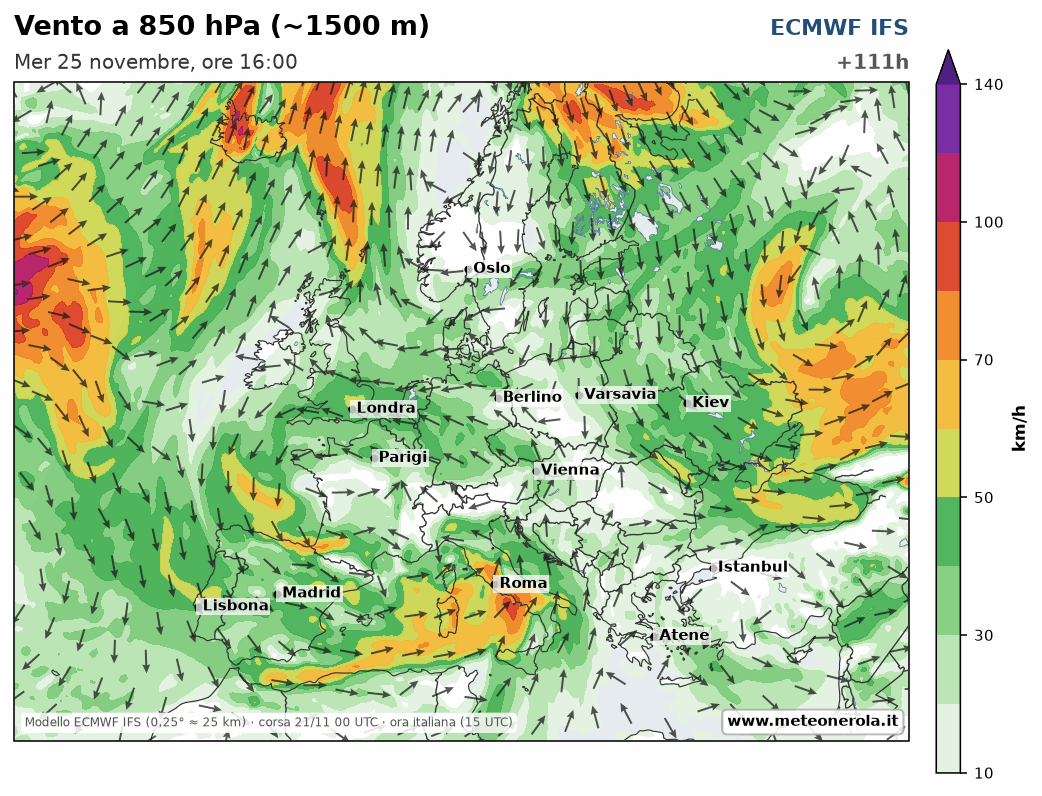 Vento a 850 hPa (~1500 m)
ECMWF IFS
Mer 25 novembre, ore 16:00
+111h
140
100
70
50
30
10
km/h
Oslo
Londra
Berlino
Varsavia
Kiev
Parigi
Vienna
Istanbul
Roma
Madrid
Lisbona
Atene
Modello ECMWF IFS (0,25° ≈ 25 km) · corsa 21/11 00 UTC · ora italiana (15 UTC)
www.meteonerola.it